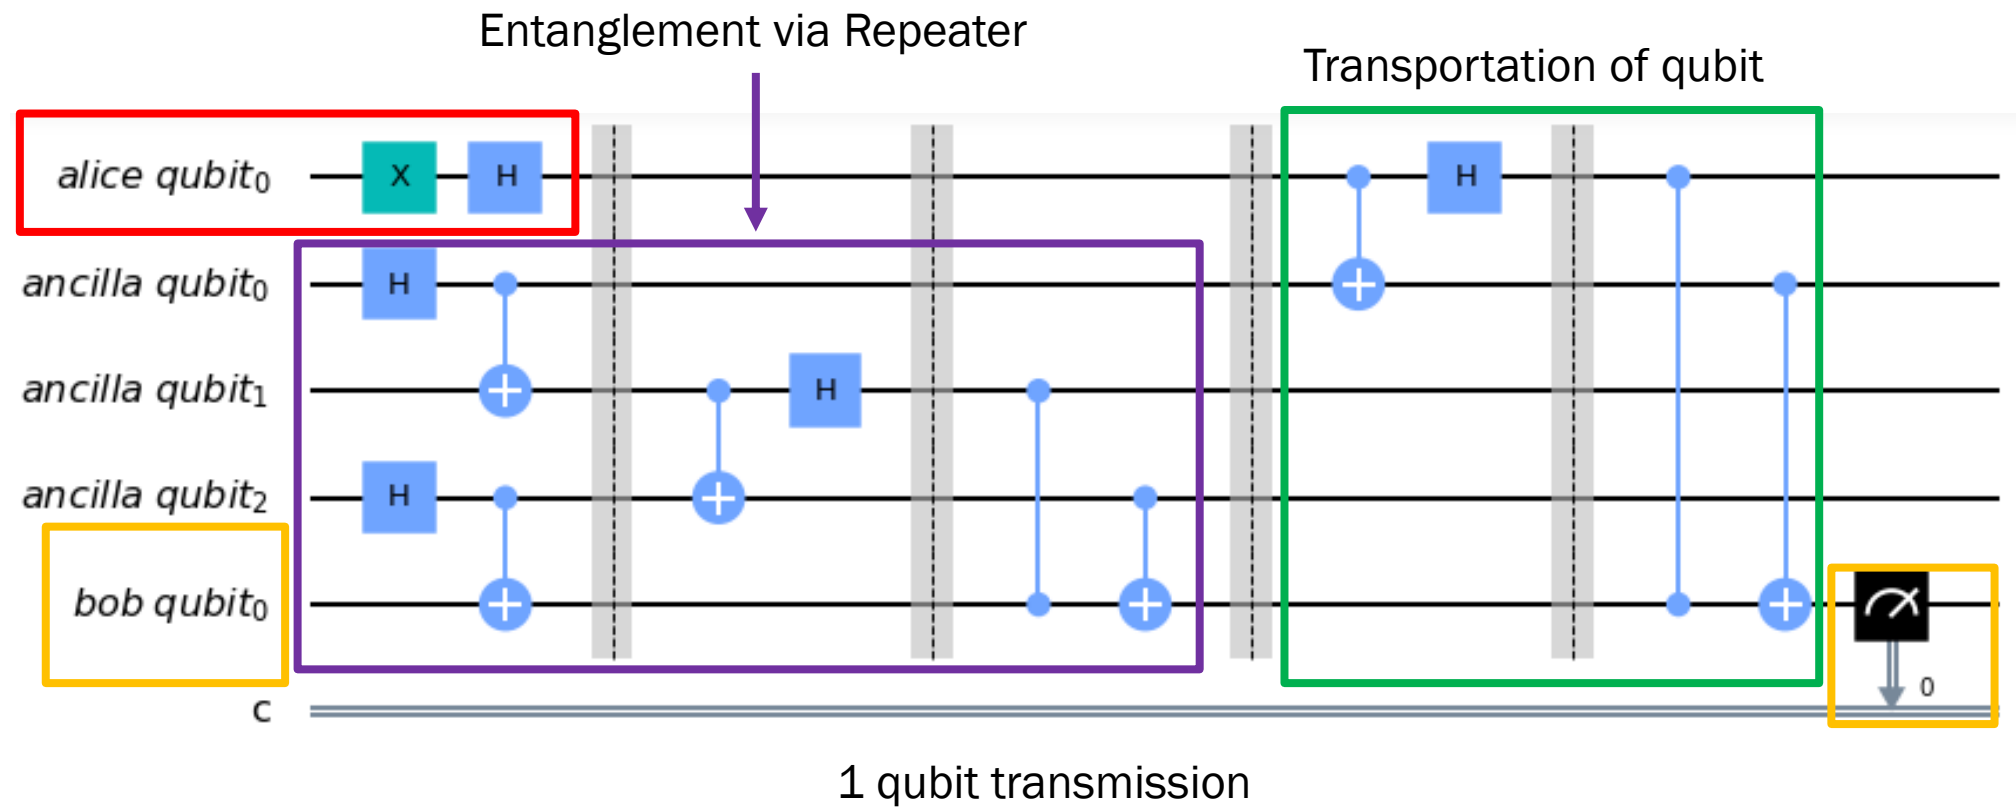 Entanglement via Repeater
Transportation of qubit
alice qubit₀ X H H
ancilla qubit₀ H
ancilla qubit₁ H
ancilla qubit₂ H
bob qubit₀
0
c
1 qubit transmission